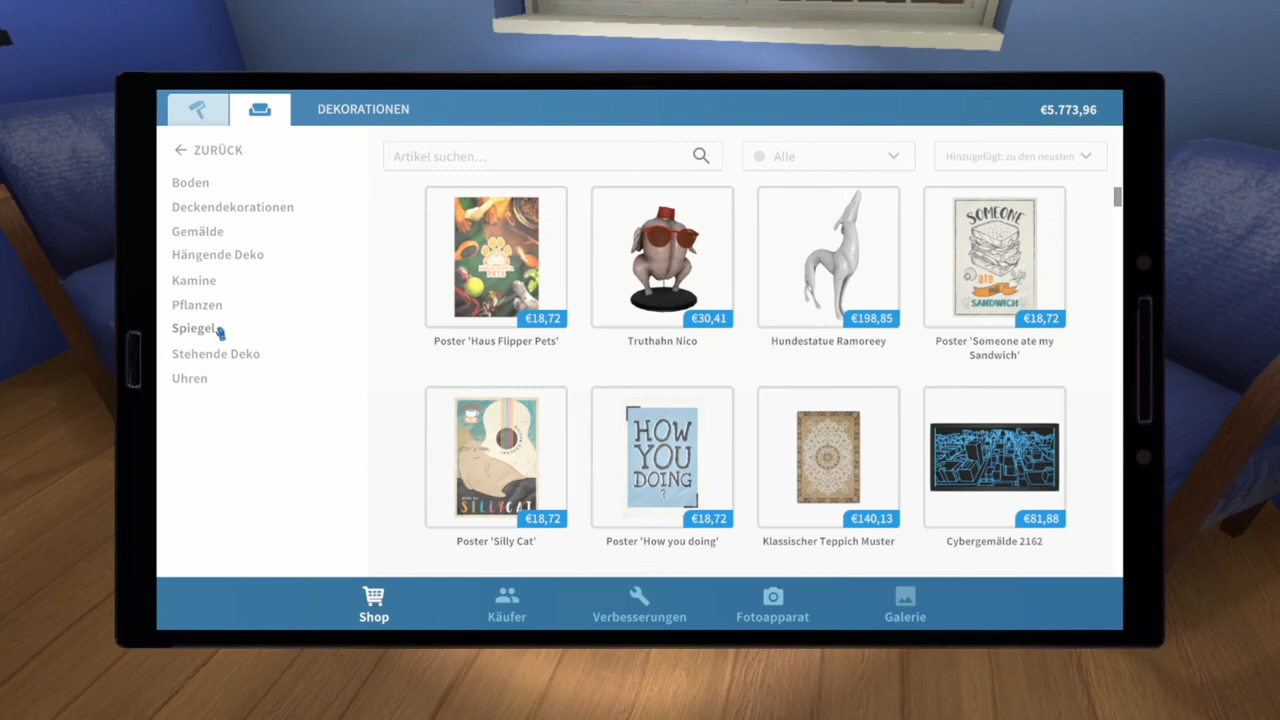 DEKORATIONEN
€5.773,96
ZURÜCK
Artikel suchen...
Alle
Hinzugefügt: zu den neusten
Boden
Deckendekorationen
Gemälde
Hängende Deko
Kamine
Pflanzen
Spiegel
Stehende Deko
Uhren
PETS
€18,72
Poster 'Haus Flipper Pets'
€30,41
Truthahn Nico
€198,85
Hundestatue Ramoreey
SOMEONE
ate
SANDWICH
€18,72
Poster 'Someone ate my
Sandwich'
SILLY CAT
€18,72
Poster 'Silly Cat'
HOW
YOU
DOING
?
€18,72
Poster 'How you doing'
€140,13
Klassischer Teppich Muster
€81,88
Cybergemälde 2162
Shop
Käufer
Verbesserungen
Fotoapparat
Galerie